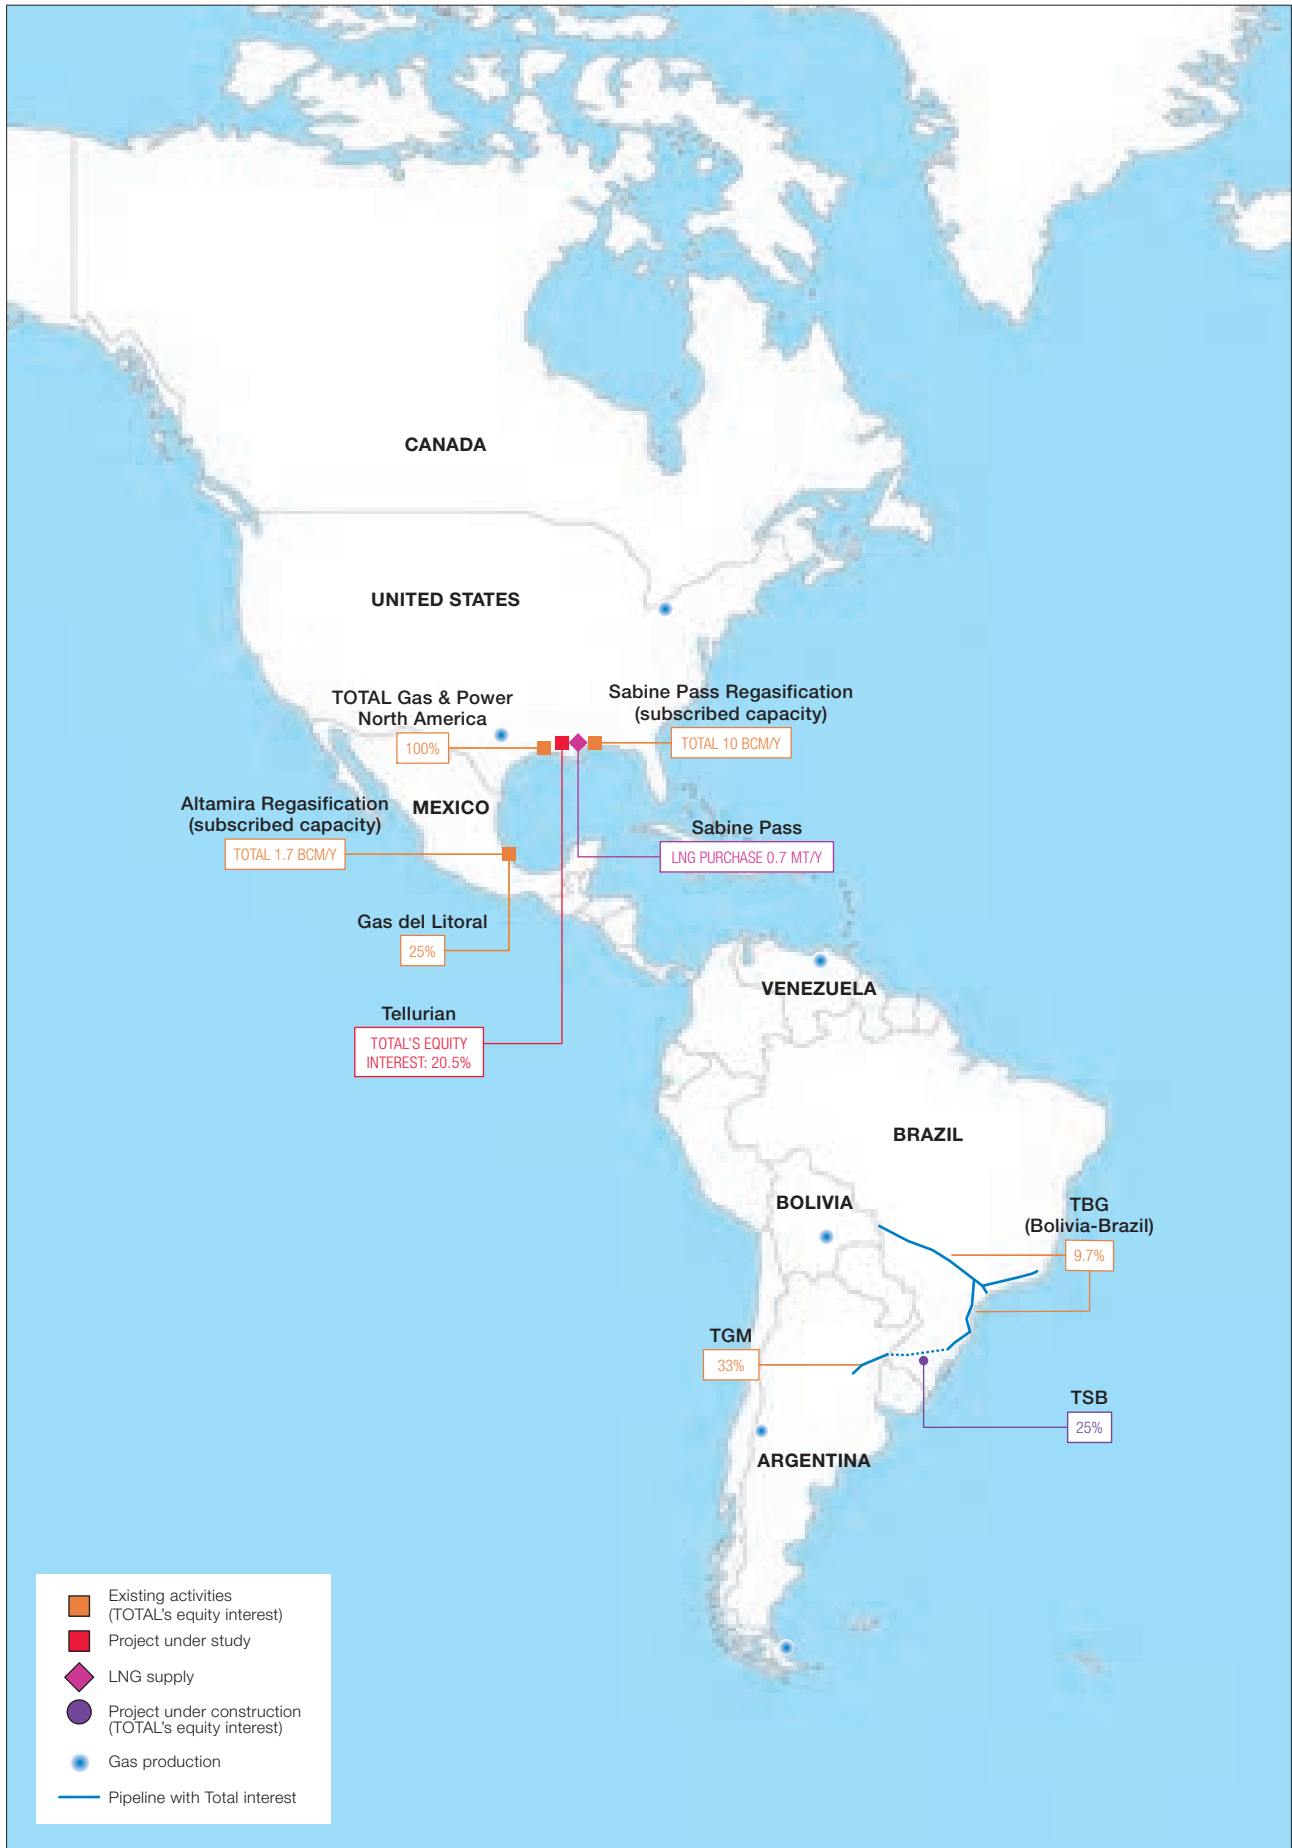 CANADA
UNITED STATES
TOTAL Gas & Power
North America
100%
Sabine Pass Regasification
(subscribed capacity)
TOTAL 10 BCM/Y
Altamira Regasification
(subscribed capacity)
TOTAL 1.7 BCM/Y
MEXICO
Sabine Pass
LNG PURCHASE 0.7 MT/Y
Gas del Litoral
25%
VENEZUELA
Tellurian
TOTAL'S EQUITY
INTEREST: 20.5%
BRAZIL
BOLIVIA
TBG
(Bolivia-Brazil)
9.7%
TGM
33%
TSB
25%
ARGENTINA
Existing activities
(TOTAL's equity interest)
Project under study
LNG supply
Project under construction
(TOTAL's equity interest)
Gas production
Pipeline with Total interest